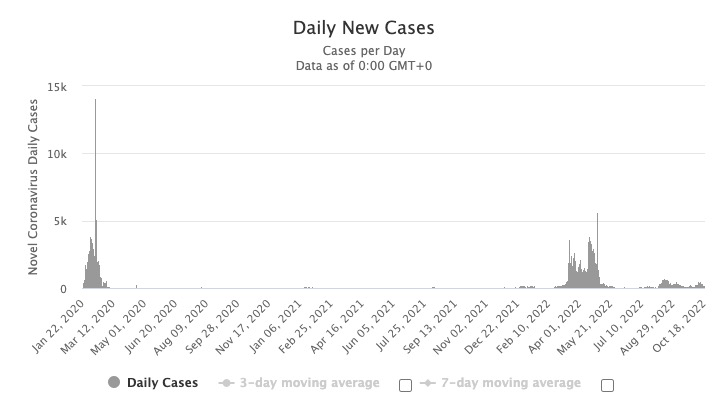 Daily New Cases
Cases per Day
Data as of 0:00 GMT+0
Novel Coronavirus Daily Cases
15k
10k
5k
0
Jan 22, 2020
Mar 12, 2020
May 01, 2020
Jun 20, 2020
Aug 09, 2020
Sep 28, 2020
Nov 17, 2020
Jan 06, 2021
Feb 25, 2021
Apr 16, 2021
Jun 05, 2021
Jul 25, 2021
Sep 13, 2021
Nov 02, 2021
Dec 22, 2021
Feb 10, 2022
Apr 01, 2022
May 21, 2022
Jul 10, 2022
Aug 29, 2022
Oct 18, 2022
Daily Cases 3-day moving average 7-day moving average